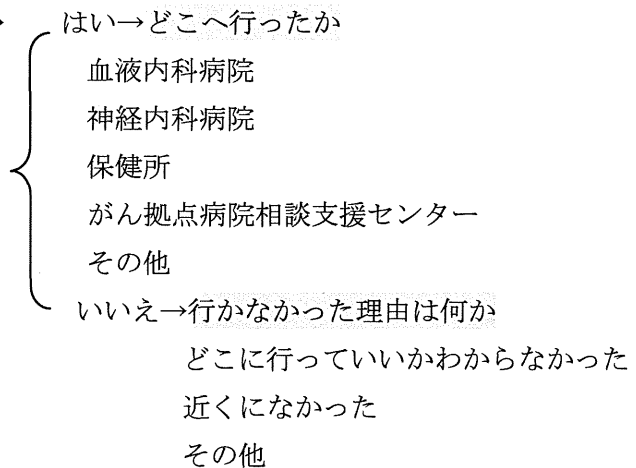 はい→どこへ行ったか
血液内科病院
神経内科病院
保健所
がん拠点病院相談支援センター
その他
いいえ→行かなかった理由は何か
どこに行っていいかわからなかった
近くになかった
その他